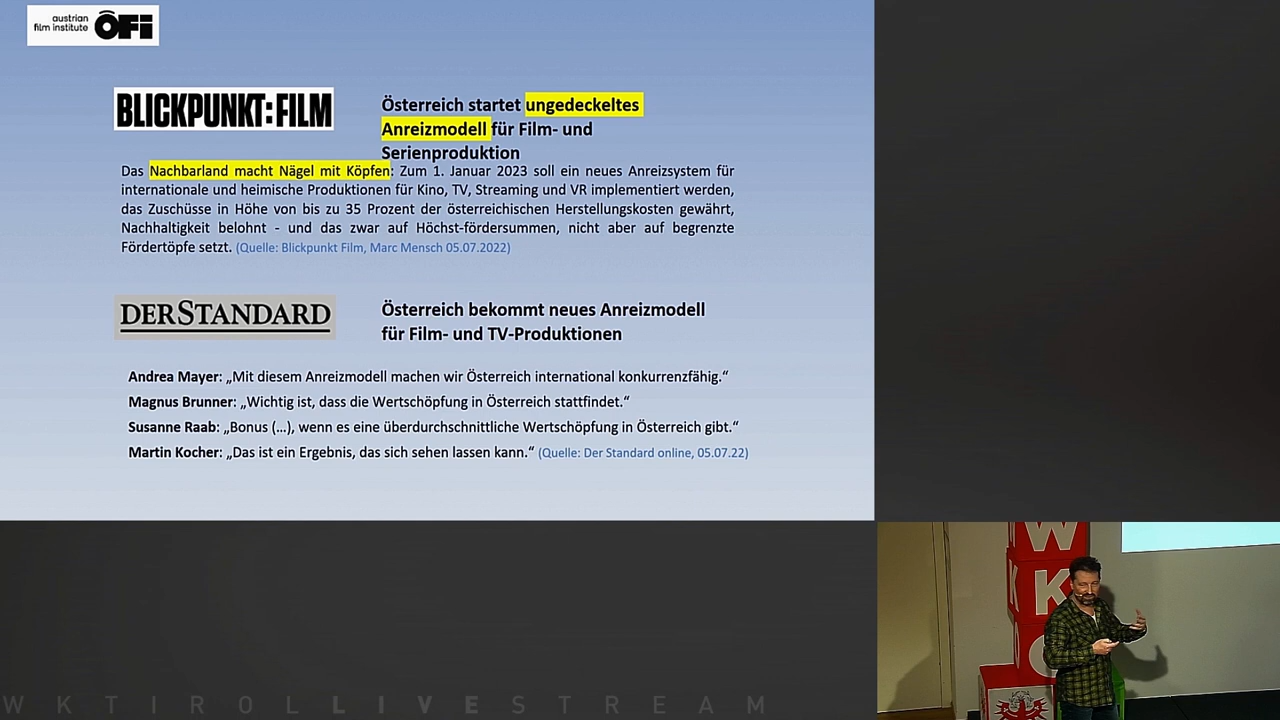 austrian
film institute ÖFi
BLICKPUNKT:FILM
Österreich startet ungedeckeltes
Anreizmodell für Film- und
Serienproduktion
Das Nachbarland macht Nägel mit Köpfen: Zum 1. Januar 2023 soll ein neues Anreizsystem für
internationale und heimische Produktionen für Kino, TV, Streaming und VR implementiert werden,
das Zuschüsse in Höhe von bis zu 35 Prozent der österreichischen Herstellungskosten gewährt,
Nachhaltigkeit belohnt - und das zwar auf Höchst-fördersummen, nicht aber auf begrenzte
Fördertöpfe setzt. (Quelle: Blickpunkt Film, Marc Mensch 05.07.2022)
DERSTANDARD
Österreich bekommt neues Anreizmodell
für Film- und TV-Produktionen
Andrea Mayer: „Mit diesem Anreizmodell machen wir Österreich international konkurrenzfähig.“
Magnus Brunner: „Wichtig ist, dass die Wertschöpfung in Österreich stattfindet.“
Susanne Raab: „Bonus (…), wenn es eine überdurchschnittliche Wertschöpfung in Österreich gibt.“
Martin Kocher: „Das ist ein Ergebnis, das sich sehen lassen kann.“ (Quelle: Der Standard online, 05.07.22)
W
K
K
O
WKTIROLLIVESTREAM